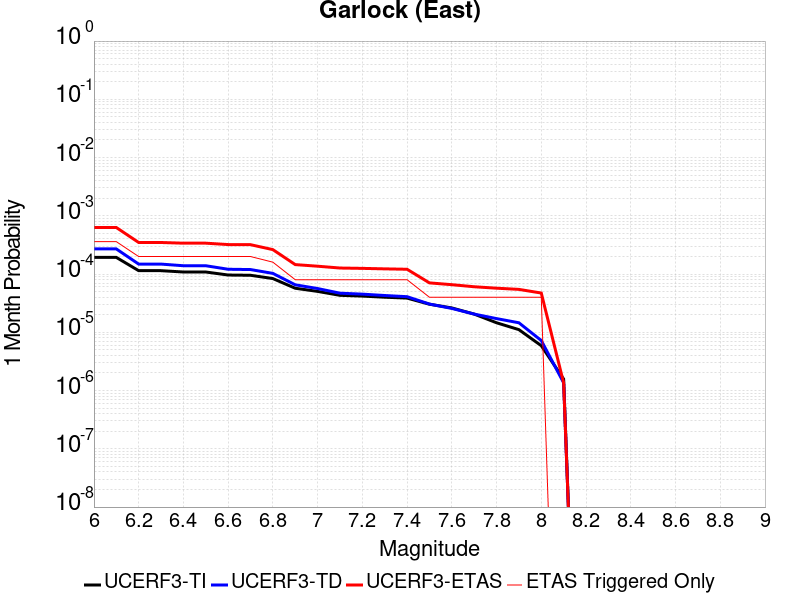 Garlock (East)
10^0
10^-1
10^-2
10^-3
10^-4
10^-5
10^-6
10^-7
10^-8
1 Month Probability
6 6.2 6.4 6.6 6.8 7 7.2 7.4 7.6 7.8 8 8.2 8.4 8.6 8.8 9
Magnitude
UCERF3-TI UCERF3-TD UCERF3-ETAS ETAS Triggered Only